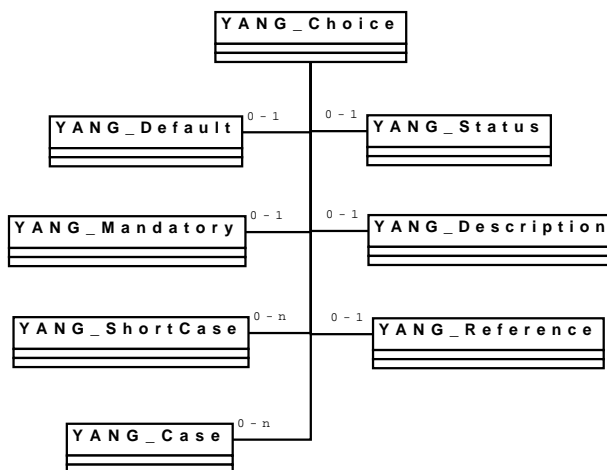 YANG_Choice
0-1
0-1
YANG_Default
YANG_Status
0-1
0-1
YANG_Mandatory
YANG_Description
0-n
0-1
YANG_ShortCase
YANG_Reference
0-n
YANG_Case